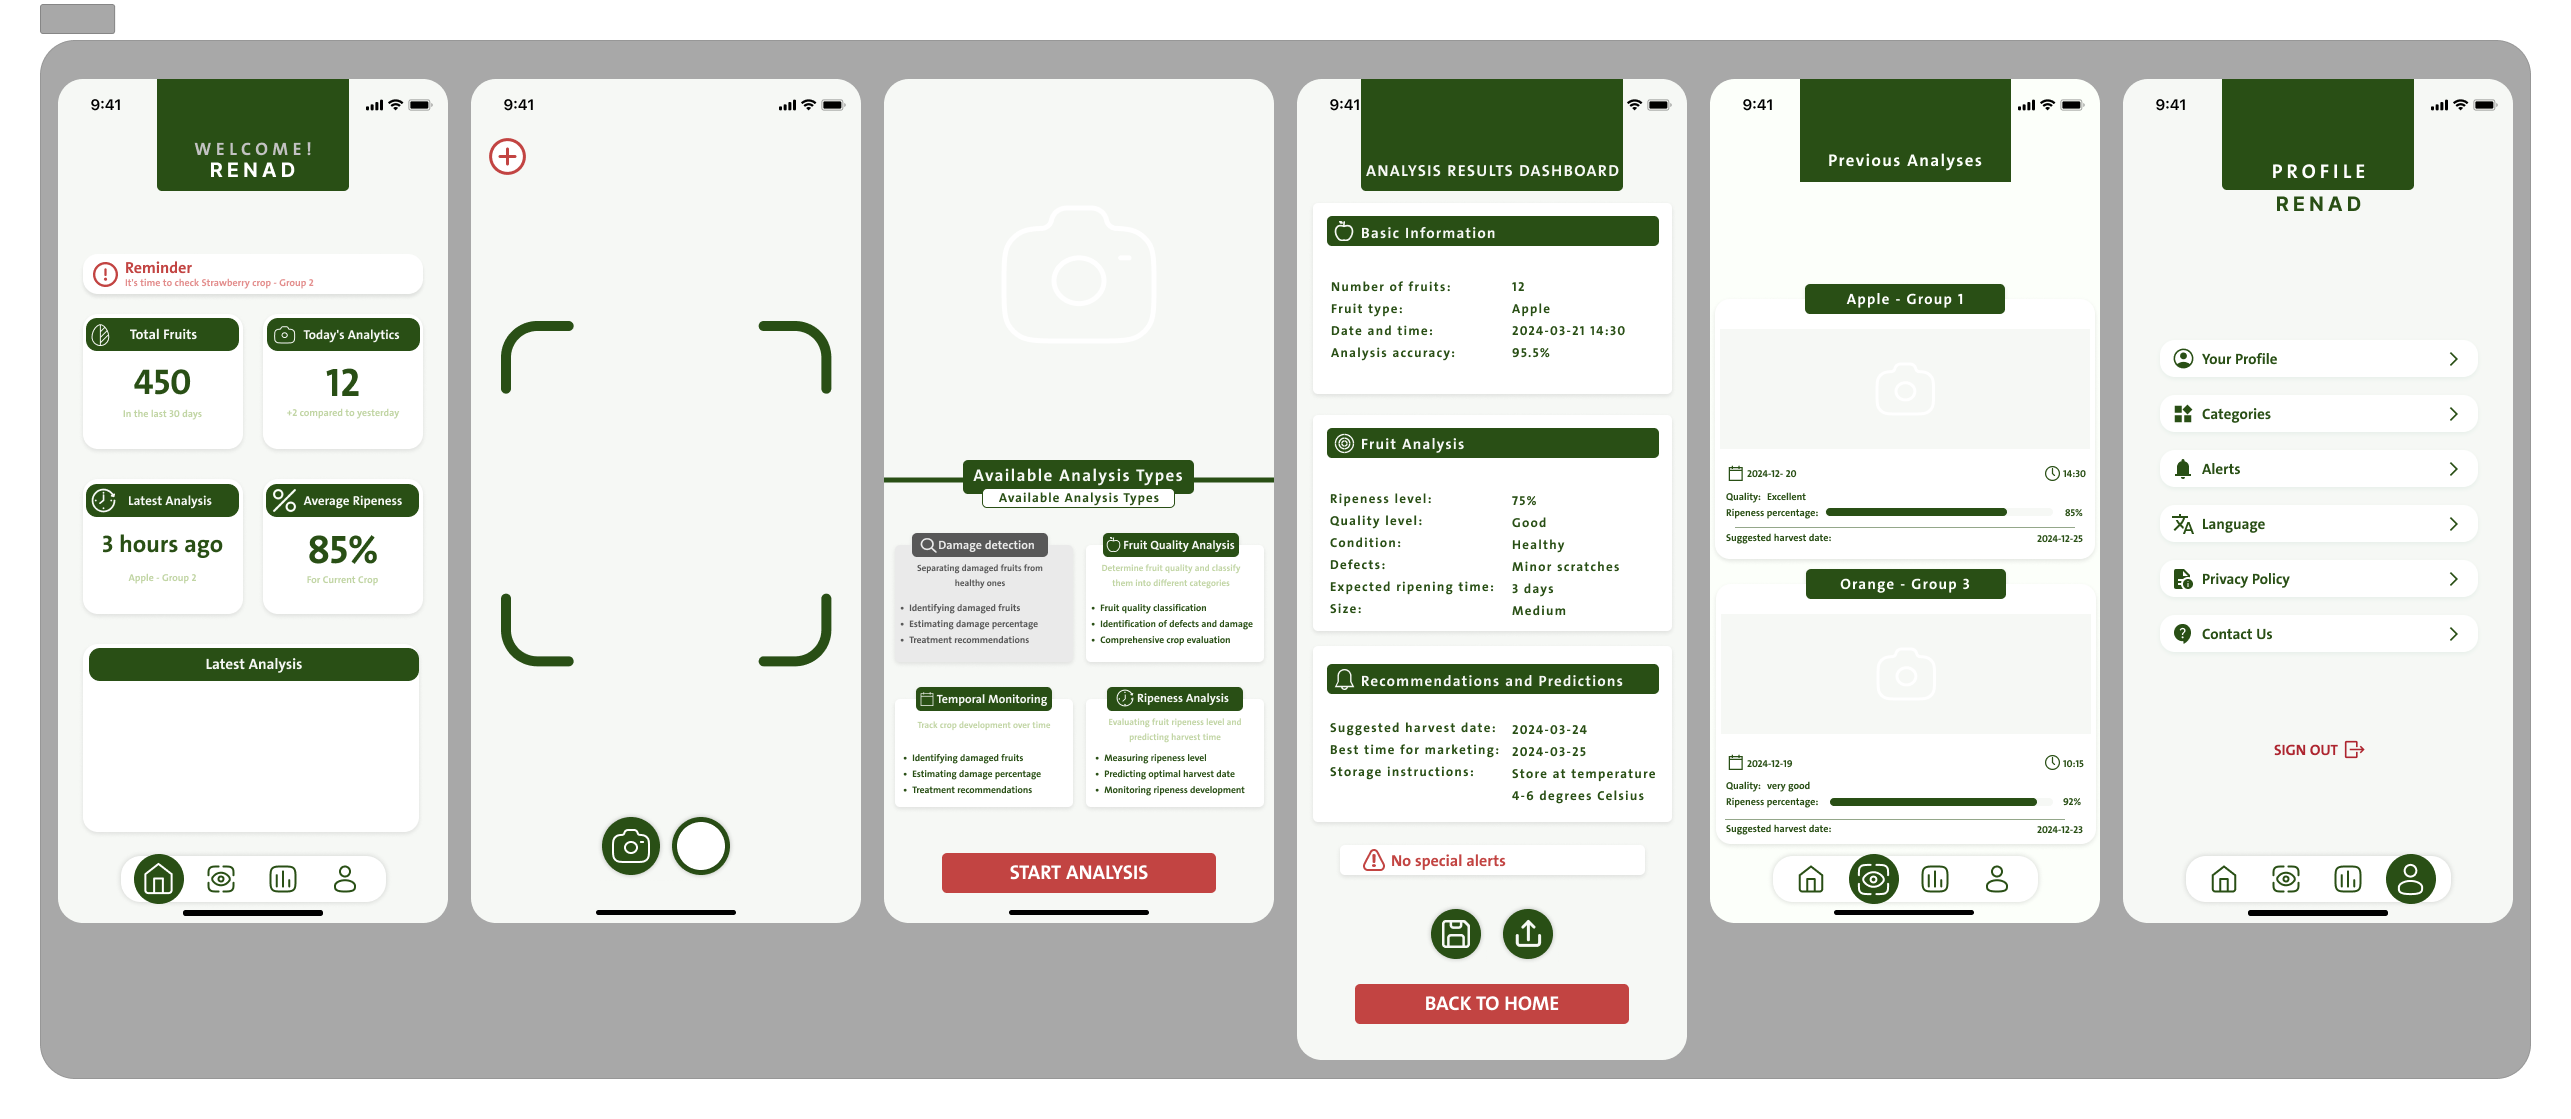 9:41
WELCOME!
RENAD
Reminder
It's time to check Strawberry crop - Group 2
Total Fruits
450
In the last 30 days
Today's Analytics
12
+2 compared to yesterday
Latest Analysis
3 hours ago
Apple - Group 2
Average Ripeness
85%
For Current Crop
Latest Analysis
9:41
Available Analysis Types
Available Analysis Types
Damage detection
Separating damaged fruits from
healthy ones
• Identifying damaged fruits
• Estimating damage percentage
• Treatment recommendations
Fruit Quality Analysis
Determine fruit quality and classify
them into different categories
• Fruit quality classification
• Identification of defects and damage
• Comprehensive crop evaluation
Temporal Monitoring
Track crop development over time
• Identifying damaged fruits
• Estimating damage percentage
• Treatment recommendations
Ripeness Analysis
Evaluating fruit ripeness level and
predicting harvest time
• Measuring ripeness level
• Predicting optimal harvest date
• Monitoring ripeness development
START ANALYSIS
9:41
ANALYSIS RESULTS DASHBOARD
Basic Information
Number of fruits: 12
Fruit type: Apple
Date and time: 2024-03-21 14:30
Analysis accuracy: 95.5%
Fruit Analysis
Ripeness level: 75%
Quality level: Good
Condition: Healthy
Defects: Minor scratches
Expected ripening time: 3 days
Size: Medium
Recommendations and Predictions
Suggested harvest date: 2024-03-24
Best time for marketing: 2024-03-25
Storage instructions: Store at temperature
4-6 degrees Celsius
No special alerts
BACK TO HOME
9:41
Previous Analyses
Apple - Group 1
2024-12- 20 14:30
Quality: Excellent
Ripeness percentage: 85%
Suggested harvest date: 2024-12-25
Orange - Group 3
2024-12-19 10:15
Quality: very good
Ripeness percentage: 92%
Suggested harvest date: 2024-12-23
9:41
PROFILE
RENAD
Your Profile
Categories
Alerts
Language
Privacy Policy
Contact Us
SIGN OUT